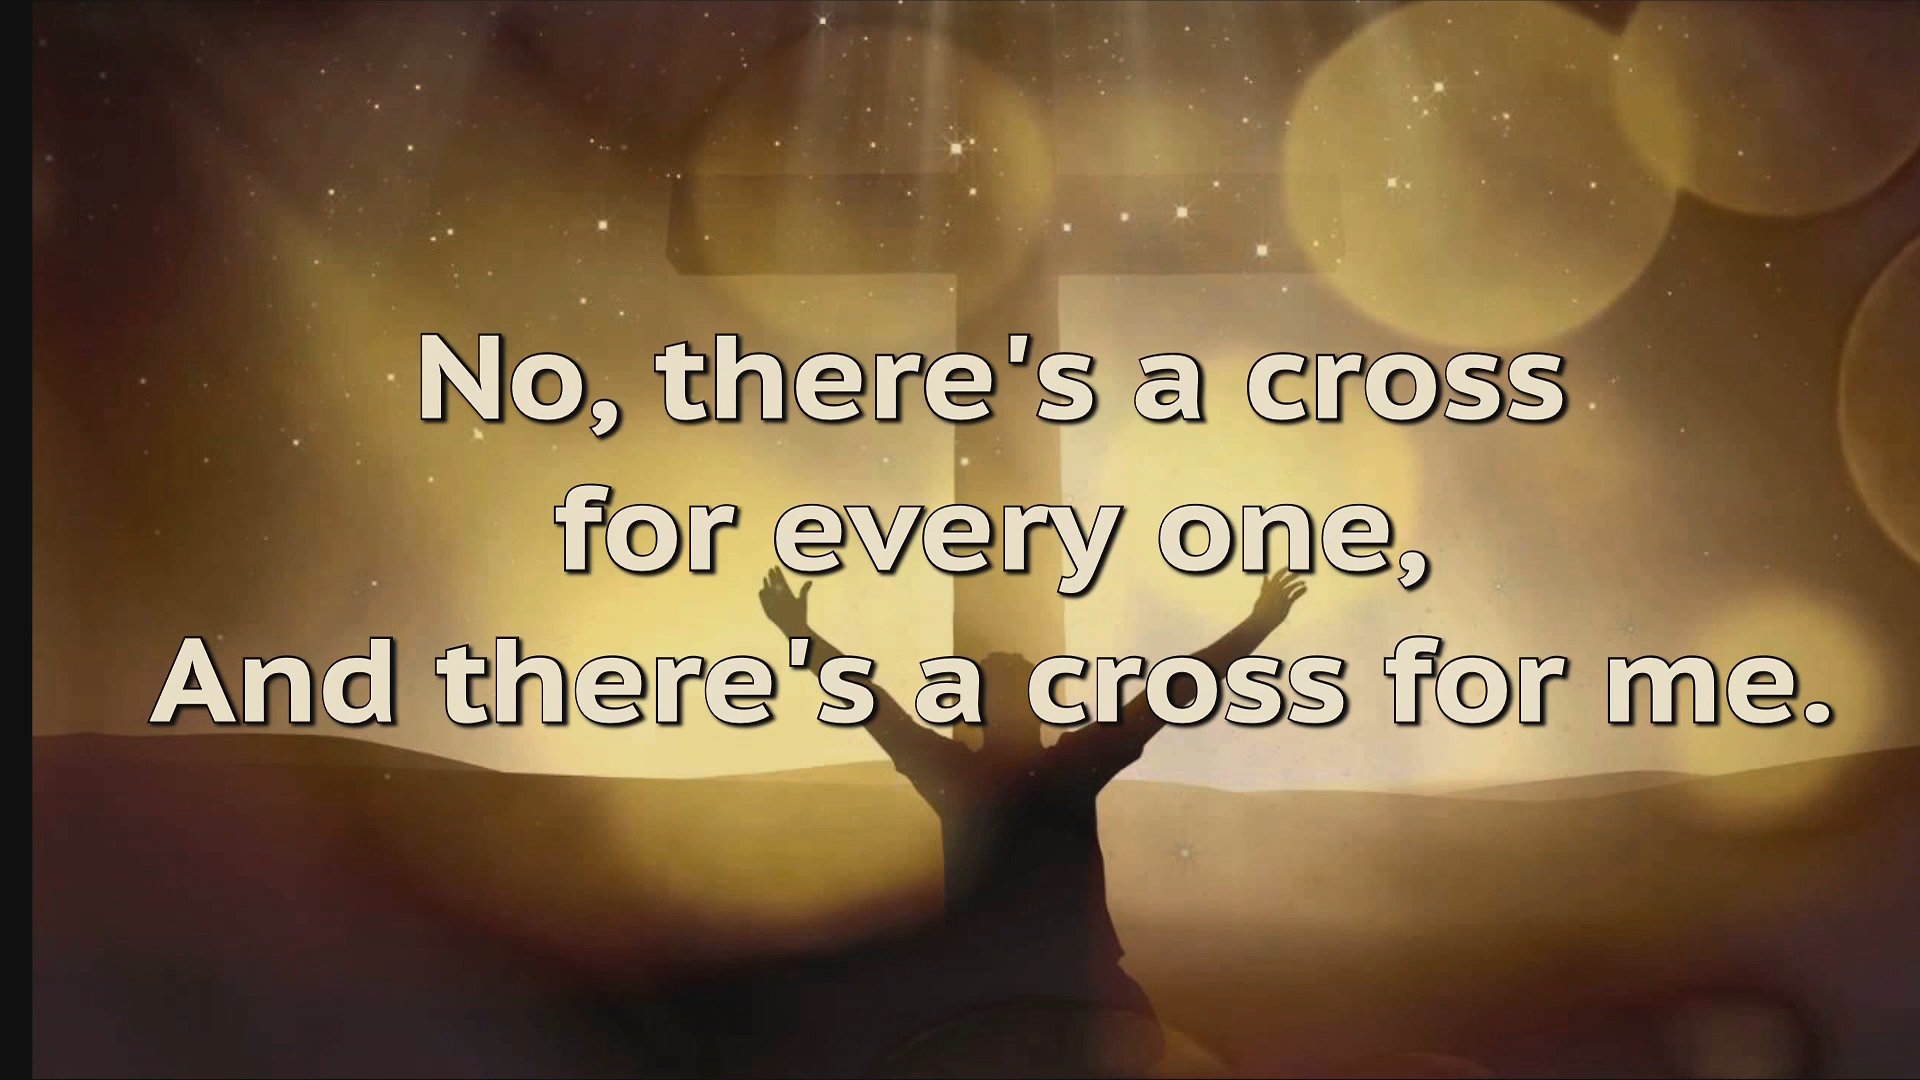 No, there's a cross
for every one,
And there's a cross for me.